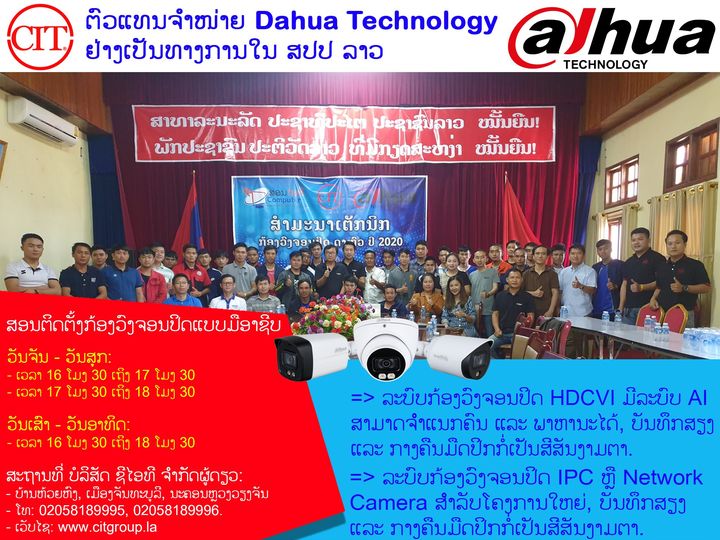 CIT
ຕົວແທນຈຳໜ່າຍ Dahua Technology
ຢ່າງເປັນທາງການໃນ ສປປ ລາວ
alhua
TECHNOLOGY
ສາທາລະນະລັດ ປະຊາທິປະໄຕ ປະຊາຊົນລາວ ໝັ້ນຍືນ!
ພັກປະຊາຊົນ ປະຕິວັດລາວ ທີ່ມີກຽດສະຫງ່າ ໝັ້ນຍືນ!
Computer
CIT
ສຳມະນາເຕັກນິກ
ກ້ອງວົງຈອນປິດ ດາຫົວ ປີ 2020
ສອນຕິດຕັ້ງກ້ອງວົງຈອນປິດແບບມືອາຊີບ
ວັນຈັນ - ວັນສຸກ:
- ເວລາ 16 ໂມງ 30 ເຖິງ 17 ໂມງ 30
- ເວລາ 17 ໂມງ 30 ເຖິງ 18 ໂມງ 30
ວັນເສົາ - ວັນອາທິດ:
- ເວລາ 16 ໂມງ 30 ເຖິງ 18 ໂມງ 30
ສະຖານທີ່ ບໍລິສັດ ຊີໄອທີ ຈຳກັດຜູ້ດຽວ:
- ບ້ານຫ້ວຍຫົງ, ເມືອງຈັນທະບູລີ, ນະຄອນຫຼວງວຽງຈັນ
- ໂທ: 02058189995, 02058189996.
- ເວັບໄຊ: www.citgroup.la
=> ລະບົບກ້ອງວົງຈອນປິດ HDCVI ມີລະບົບ AI
ສາມາດຈຳແນກຄົນ ແລະ ພາຫານະໄດ້, ບັນທຶກສຽງ
ແລະ ກາງຄືນມືດປິກກໍ່ເປັນສີສັນງາມຕາ.
=> ລະບົບກ້ອງວົງຈອນປິດ IPC ຫຼື Network
Camera ສຳລັບໂຄງການໃຫຍ່, ບັນທຶກສຽງ
ແລະ ກາງຄືນມືດປິກກໍ່ເປັນສີສັນງາມຕາ.